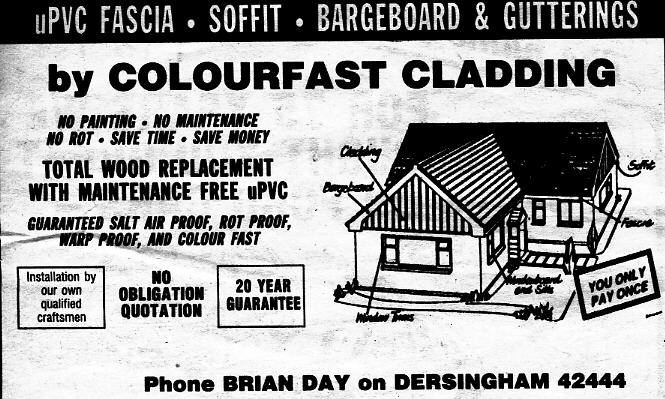 uPVC FASCIA • SOFFIT • BARGEBOARD & GUTTERINGS
by COLOURFAST CLADDING
NO PAINTING • NO MAINTENANCE
NO ROT • SAVE TIME • SAVE MONEY
TOTAL WOOD REPLACEMENT
WITH MAINTENANCE FREE uPVC
GUARANTEED SALT AIR PROOF, ROT PROOF,
WARP PROOF, AND COLOUR FAST
Installation by
our own
qualified
craftsmen
NO
OBLIGATION
QUOTATION
20 YEAR
GUARANTEE
Cladding
Bargeboard
Soffit
Fascia
and Sills
Window Trims
YOU ONLY
PAY ONCE
Phone BRIAN DAY on DERSINGHAM 42444